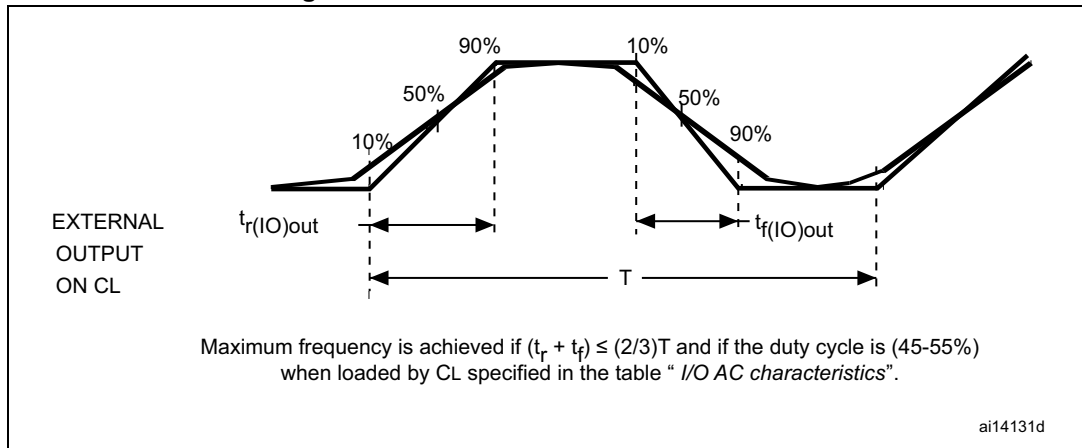 90% 10%
50% 50%
10% 90%
EXTERNAL
OUTPUT
ON CL
tr(IO)out
tf(IO)out
T
Maximum frequency is achieved if (tr + tf) ≤ (2/3)T and if the duty cycle is (45-55%)
when loaded by CL specified in the table “ I/O AC characteristics”.
ai14131d